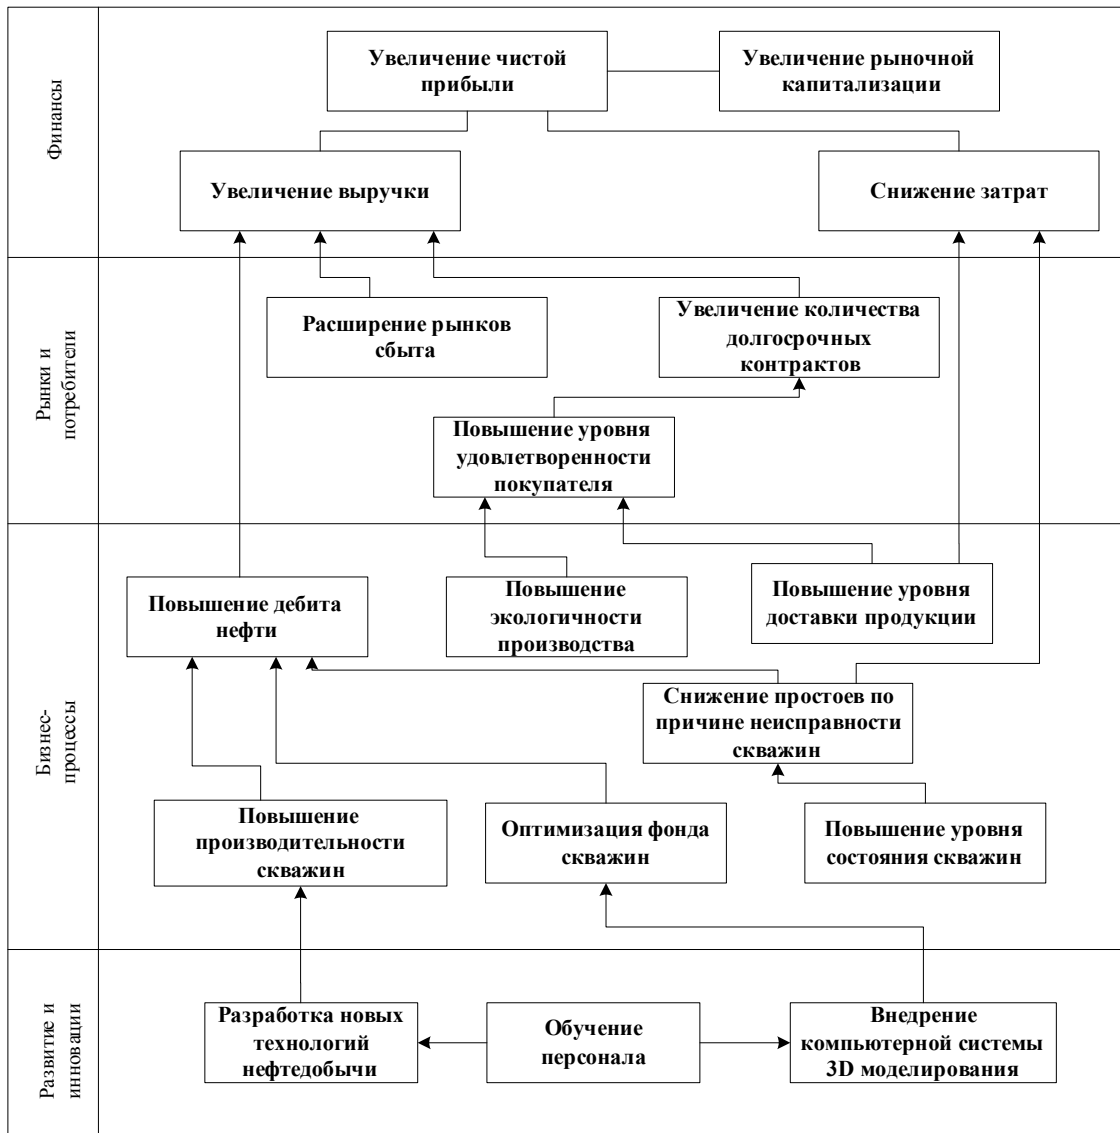 Финансы
Увеличение чистой
прибыли
Увеличение рыночной
капитализации
Увеличение выручки
Снижение затрат
Рынки и
потребители
Расширение рынков
сбыта
Увеличение количества
долгосрочных
контрактов
Повышение уровня
удовлетворенности
покупателя
Бизнес-
процессы
Повышение дебита
нефти
Повышение
экологичности
производства
Повышение уровня
доставки продукции
Снижение простоев по
причине неисправности
скважин
Повышение
производительности
скважин
Оптимизация фонда
скважин
Повышение уровня
состояния скважин
Развитие и
инновации
Разработка новых
технологий
нефтедобычи
Обучение
персонала
Внедрение
компьютерной системы
3D моделирования